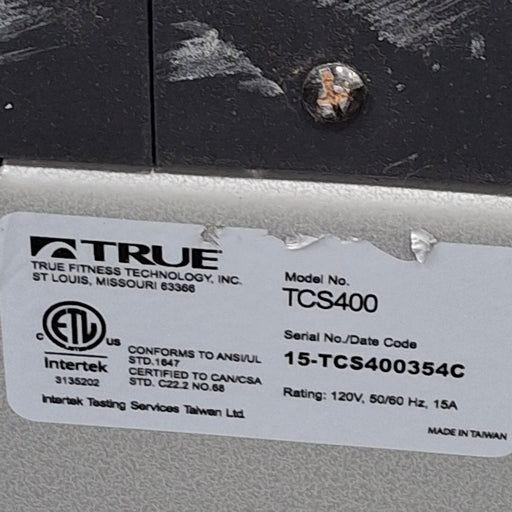 TRUE
TRUE FITNESS TECHNOLOGY, INC.
ST LOUIS, MISSOURI 63366
C ETL US
Intertek
3135202
CONFORMS TO ANSI/UL
STD.1647
CERTIFIED TO CAN/CSA
STD. C22.2 NO.68
Intertek Testing Services Taiwan Ltd.
Model No.
TCS400
Serial No./Date Code
15-TCS400354C
Rating: 120V, 50/60 Hz, 15A
MADE IN TAIWAN